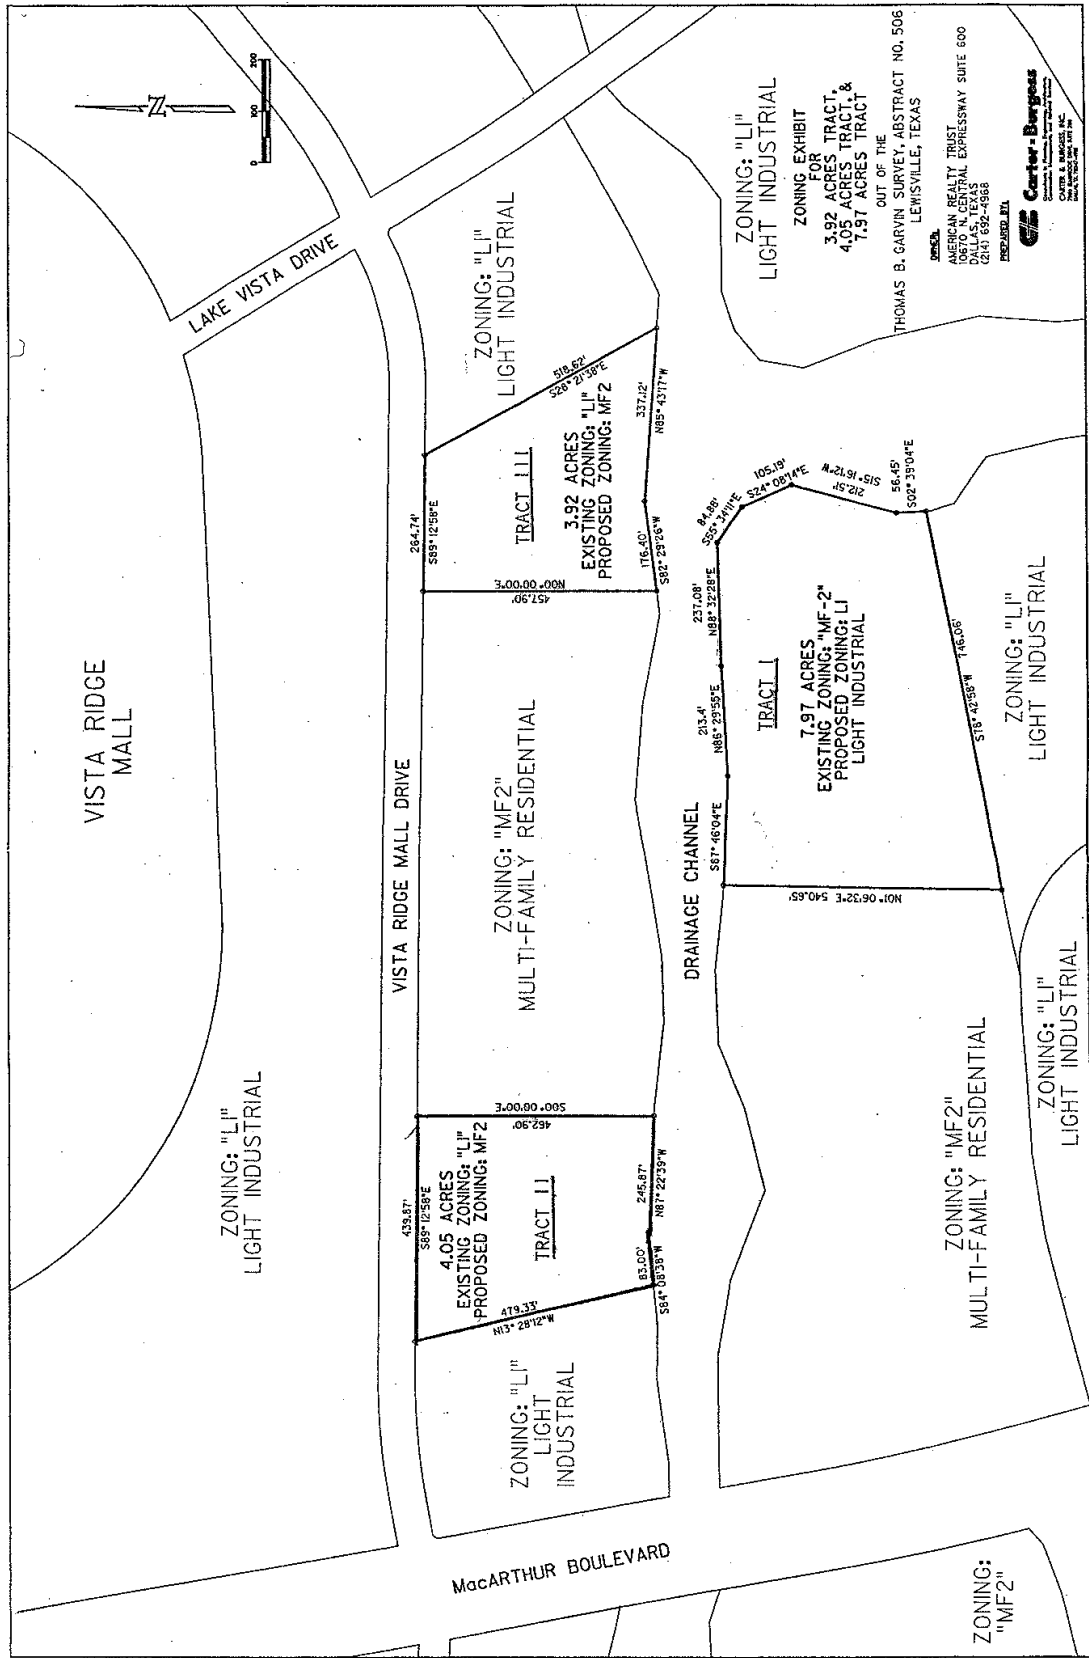 VISTA RIDGE
MALL
N
0 100 200
LAKE VISTA DRIVE
ZONING: "LI"
LIGHT INDUSTRIAL
VISTA RIDGE MALL DRIVE
439.87'
S89° 12'58"E
4.05 ACRES
EXISTING ZONING: "LI"
PROPOSED ZONING: MF2
TRACT II
479.33'
N13° 28'12"W
83.00'
S84° 08'38"W
245.87'
N87° 22'39"W
462.90'
S00° 00'00"E
ZONING: "LI"
LIGHT
INDUSTRIAL
ZONING: "MF2"
MULTI-FAMILY RESIDENTIAL
264.74'
S89° 12'58"E
457.90'
N00° 00'00"E
TRACT III
3.92 ACRES
EXISTING ZONING: "LI"
PROPOSED ZONING: MF2
518.62'
S28° 21'38"E
176.40'
S82° 29'26"W
337.12'
N85° 43'17"W
ZONING: "LI"
LIGHT INDUSTRIAL
MacARTHUR BOULEVARD
DRAINAGE CHANNEL
S87° 46'04"E
213.4'
N86° 29'55"E
237.08'
N88° 32'28"E
84.88'
S55° 34'11"E
105.19'
S24° 08'14"E
212.51'
S15° 16'12"W
56.45'
S02° 39'04"E
TRACT I
7.97 ACRES
EXISTING ZONING: "MF-2"
PROPOSED ZONING: LI
LIGHT INDUSTRIAL
N01° 06'32"E 540.65'
746.06'
S78° 42'58"W
ZONING: "MF2"
MULTI-FAMILY RESIDENTIAL
ZONING: "LI"
LIGHT INDUSTRIAL
ZONING: "LI"
LIGHT INDUSTRIAL
ZONING:
"MF2"
ZONING: "LI"
LIGHT INDUSTRIAL
ZONING EXHIBIT
FOR
3.92 ACRES TRACT,
4.05 ACRES TRACT, &
7.97 ACRES TRACT
OUT OF THE
THOMAS B. GARVIN SURVEY, ABSTRACT NO. 506
LEWISVILLE, TEXAS
OWNER:
AMERICAN REALTY TRUST
10670 N. CENTRAL EXPRESSWAY SUITE 600
DALLAS, TEXAS
(214) 692-4968
PREPARED BY:
Carter & Burgess
CARTER & BURGESS, INC.